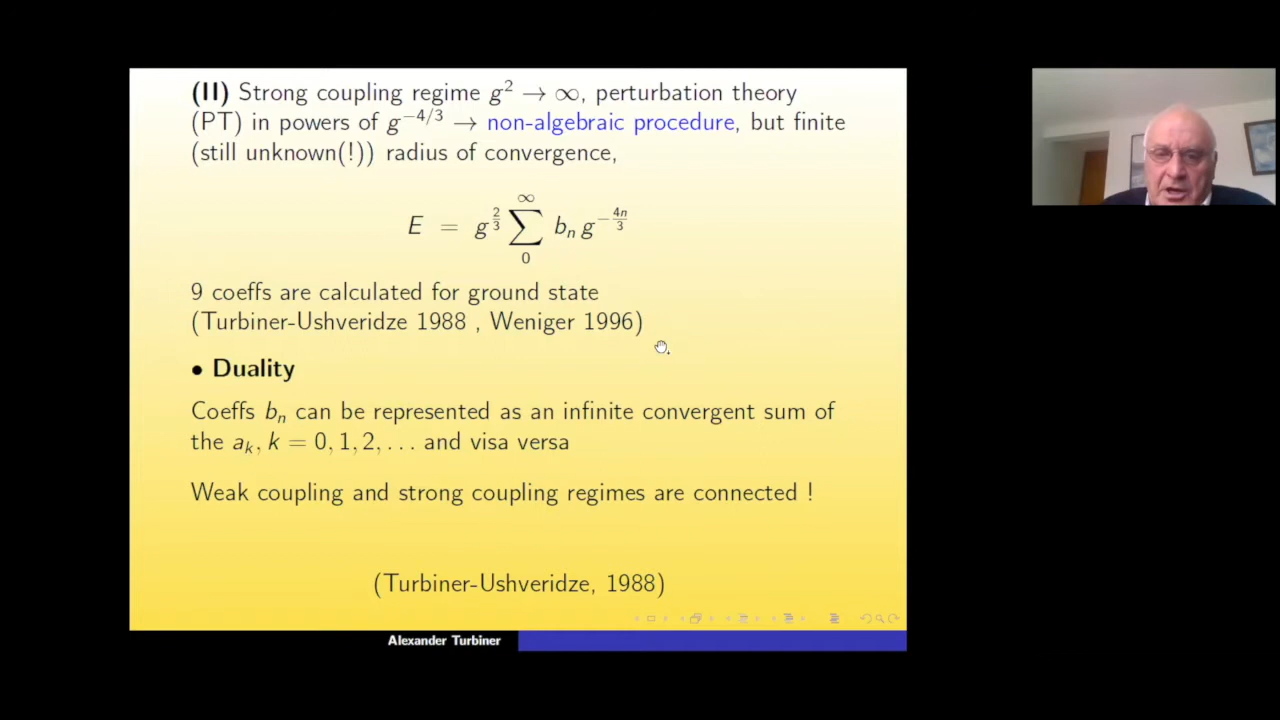 (II) Strong coupling regime g² → ∞, perturbation theory
(PT) in powers of g^{-4/3} → non-algebraic procedure, but finite
(still unknown(!)) radius of convergence,
E = g^{2/3} ∑_{0}^{∞} b_n g^{-4n/3}
9 coeffs are calculated for ground state
(Turbiner-Ushveridze 1988 , Weniger 1996)
• Duality
Coeffs b_n can be represented as an infinite convergent sum of
the a_k, k = 0, 1, 2, . . . and visa versa
Weak coupling and strong coupling regimes are connected !
(Turbiner-Ushveridze, 1988)
Alexander Turbiner